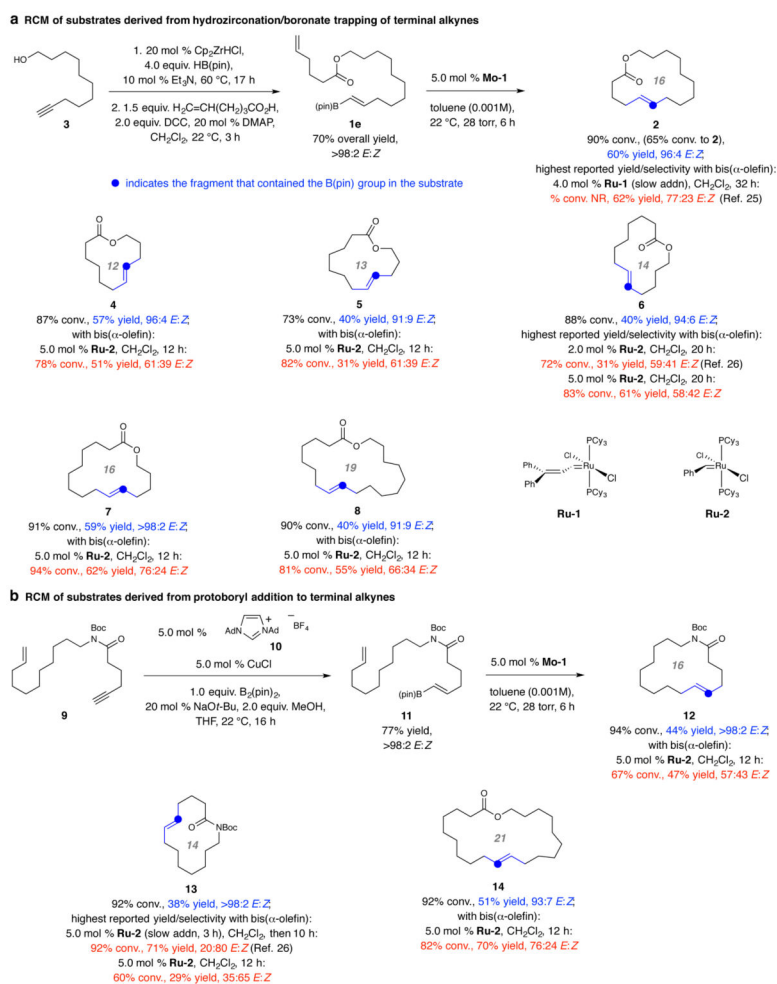 a RCM of substrates derived from hydrozirconation/boronate trapping of terminal alkynes
HO
3
1. 20 mol % Cp2ZrHCl,
4.0 equiv. HB(pin),
10 mol % Et3N, 60 °C, 17 h
2. 1.5 equiv. H2C=CH(CH2)3CO2H,
2.0 equiv. DCC, 20 mol % DMAP,
CH2Cl2, 22 °C, 3 h
O
O
(pin)B
1e
70% overall yield,
>98:2 E:Z
5.0 mol % Mo-1
toluene (0.001M),
22 °C, 28 torr, 6 h
O
O
16
2
90% conv., (65% conv. to 2),
60% yield, 96:4 E:Z;
highest reported yield/selectivity with bis(α-olefin):
4.0 mol % Ru-1 (slow addn), CH2Cl2, 32 h:
% conv. NR, 62% yield, 77:23 E:Z (Ref. 25)
indicates the fragment that contained the B(pin) group in the substrate
O
O
12
4
87% conv., 57% yield, 96:4 E:Z;
with bis(α-olefin):
5.0 mol % Ru-2, CH2Cl2, 12 h:
78% conv., 51% yield, 61:39 E:Z
O
O
13
5
73% conv., 40% yield, 91:9 E:Z;
with bis(α-olefin):
5.0 mol % Ru-2, CH2Cl2, 12 h:
82% conv., 31% yield, 61:39 E:Z
O
O
14
6
88% conv., 40% yield, 94:6 E:Z;
highest reported yield/selectivity with bis(α-olefin):
2.0 mol % Ru-2, CH2Cl2, 20 h:
72% conv., 31% yield, 59:41 E:Z (Ref. 26)
5.0 mol % Ru-2, CH2Cl2, 20 h:
83% conv., 61% yield, 58:42 E:Z
O
O
16
7
91% conv., 59% yield, >98:2 E:Z;
with bis(α-olefin):
5.0 mol % Ru-2, CH2Cl2, 12 h:
94% conv., 62% yield, 76:24 E:Z
O
O
19
8
90% conv., 40% yield, 91:9 E:Z;
with bis(α-olefin):
5.0 mol % Ru-2, CH2Cl2, 12 h:
81% conv., 55% yield, 66:34 E:Z
PCy3
Cl
Ph
Ru
Ph
Cl
PCy3
Ru-1
PCy3
Cl
Ph
Ru
Cl
PCy3
Ru-2
b RCM of substrates derived from protoboryl addition to terminal alkynes
Boc
N
O
9
5.0 mol %
AdN + NAd
− BF4
10
5.0 mol % CuCl
1.0 equiv. B2(pin)2,
20 mol % NaOt-Bu, 2.0 equiv. MeOH,
THF, 22 °C, 16 h
Boc
N
O
(pin)B
11
77% yield,
>98:2 E:Z
5.0 mol % Mo-1
toluene (0.001M),
22 °C, 28 torr, 6 h
Boc
N
O
16
12
94% conv., 44% yield, >98:2 E:Z;
with bis(α-olefin):
5.0 mol % Ru-2, CH2Cl2, 12 h:
67% conv., 47% yield, 57:43 E:Z
O
NBoc
14
13
92% conv., 38% yield, >98:2 E:Z;
highest reported yield/selectivity with bis(α-olefin):
5.0 mol % Ru-2 (slow addn, 3 h), CH2Cl2, then 10 h:
92% conv., 71% yield, 20:80 E:Z (Ref. 26)
5.0 mol % Ru-2, CH2Cl2, 12 h:
60% conv., 29% yield, 35:65 E:Z
O
O
21
14
92% conv., 51% yield, 93:7 E:Z;
with bis(α-olefin):
5.0 mol % Ru-2, CH2Cl2, 12 h:
82% conv., 70% yield, 76:24 E:Z